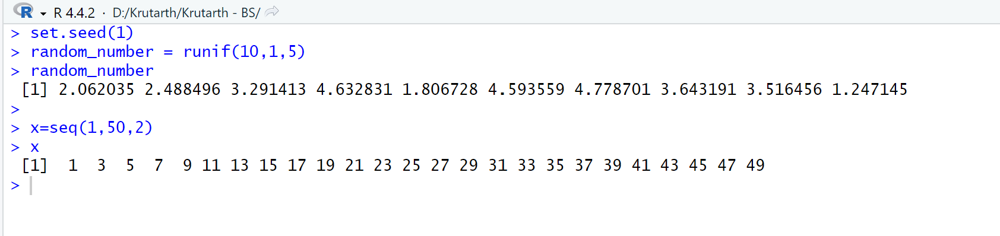 R R 4.4.2 · D:/Krutarth/Krutarth - BS/
> set.seed(1)
> random_number = runif(10,1,5)
> random_number
[1] 2.062035 2.488496 3.291413 4.632831 1.806728 4.593559 4.778701 3.643191 3.516456 1.247145
>
> x=seq(1,50,2)
> x
[1]  1  3  5  7  9 11 13 15 17 19 21 23 25 27 29 31 33 35 37 39 41 43 45 47 49
>